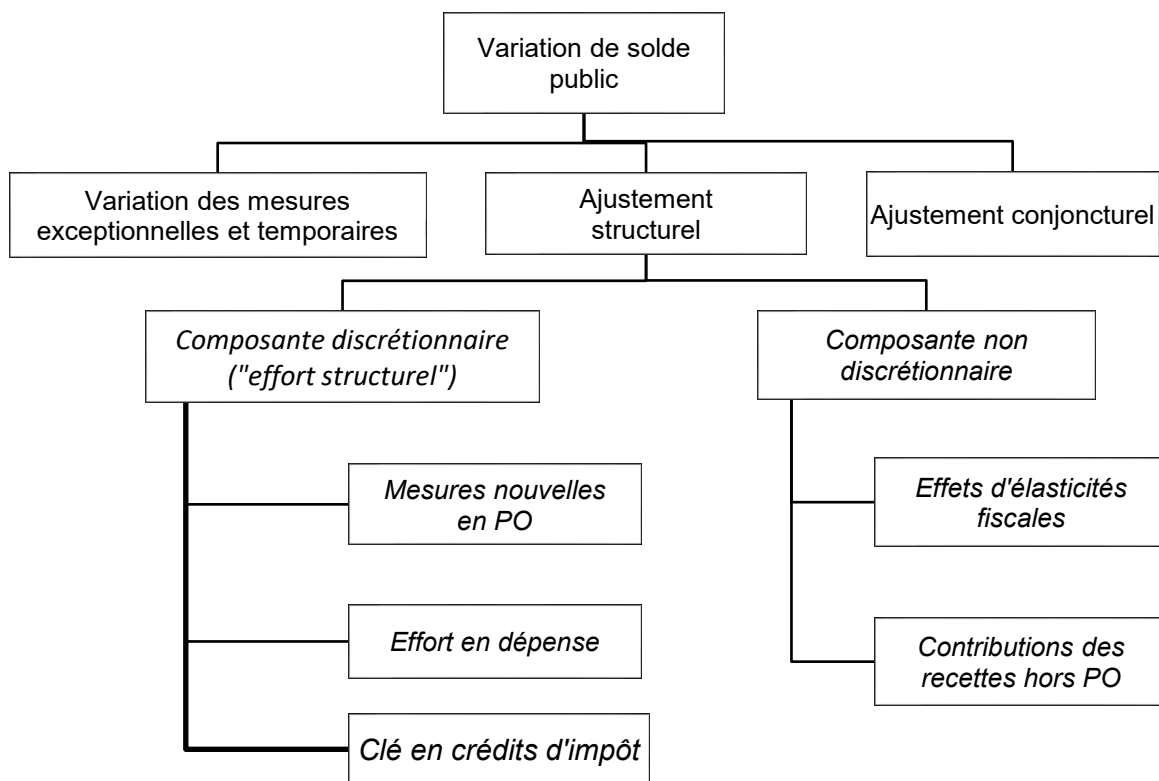 Variation de solde
public
Variation des mesures
exceptionnelles et temporaires
Ajustement
structurel
Ajustement conjoncturel
Composante discrétionnaire
("effort structurel")
Composante non
discrétionnaire
Mesures nouvelles
en PO
Effort en dépense
Clé en crédits d'impôt
Effets d'élasticités
fiscales
Contributions des
recettes hors PO